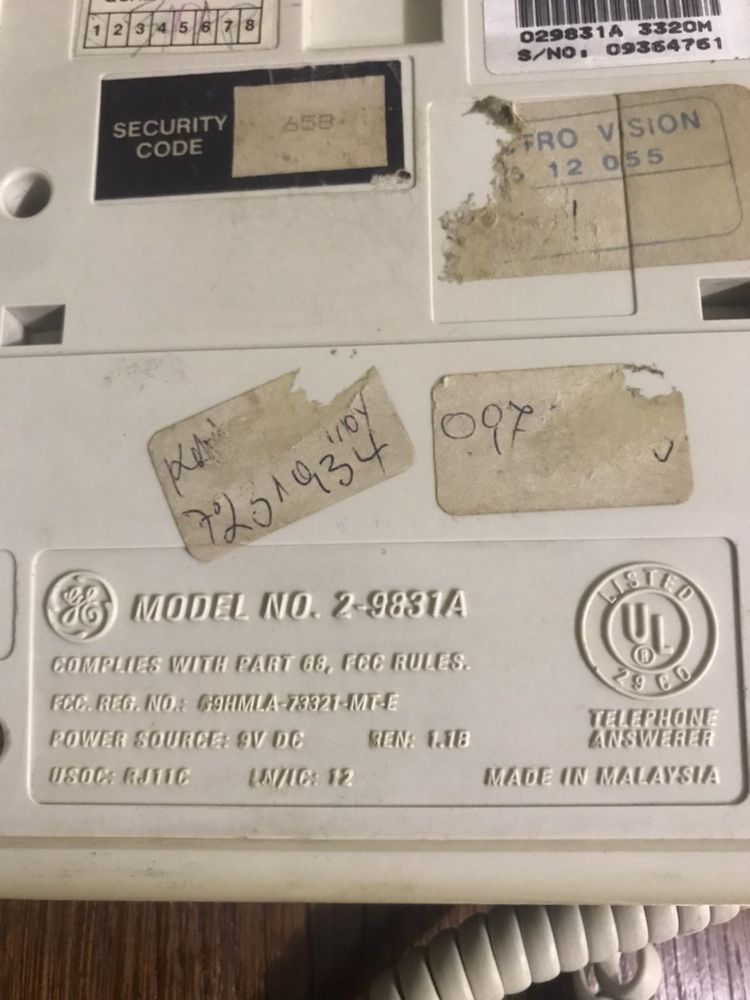 1 2 3 4 5 6 7 8
029831A 3320M
S/NO: 09364761
SECURITY
CODE
65B
VISION
12 055
7251934
097
GE
MODEL NO. 2-9831A
COMPLIES WITH PART 68, FCC RULES.
FCC. REG. NO.: G9HMLA-73321-MT-E
POWER SOURCE: 9V DC REN: 1.1B
USOC: RJ11C LN/IC: 12
LISTED
UL
R
29C0
TELEPHONE
ANSWERER
MADE IN MALAYSIA